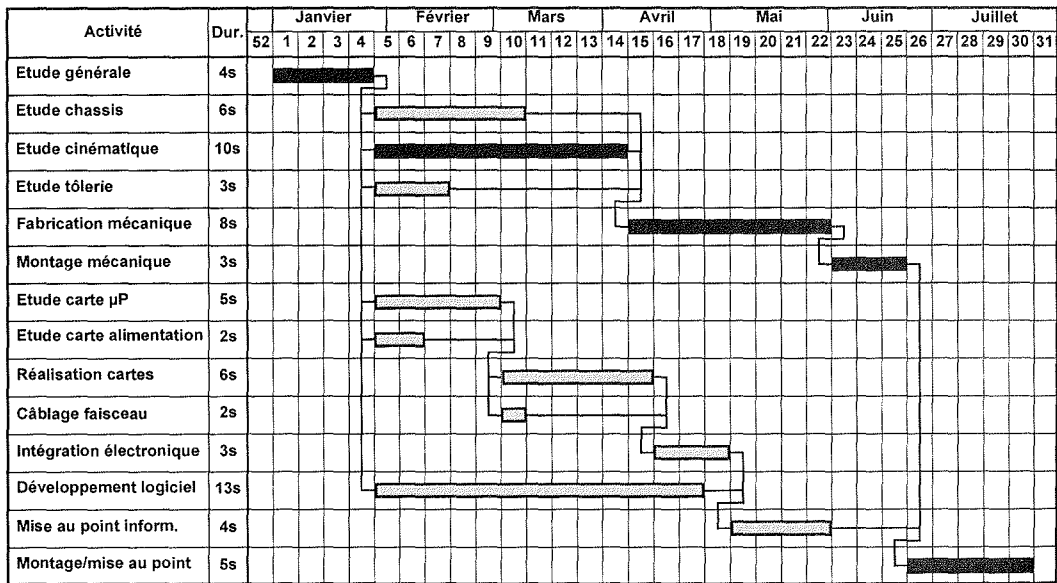 Activité Dur. Janvier Février Mars Avril Mai Juin Juillet
52 1 2 3 4 5 6 7 8 9 10 11 12 13 14 15 16 17 18 19 20 21 22 23 24 25 26 27 28 29 30 31
Etude générale 4s
Etude chassis 6s
Etude cinématique 10s
Etude tôlerie 3s
Fabrication mécanique 8s
Montage mécanique 3s
Etude carte µP 5s
Etude carte alimentation 2s
Réalisation cartes 6s
Câblage faisceau 2s
Intégration électronique 3s
Développement logiciel 13s
Mise au point inform. 4s
Montage/mise au point 5s